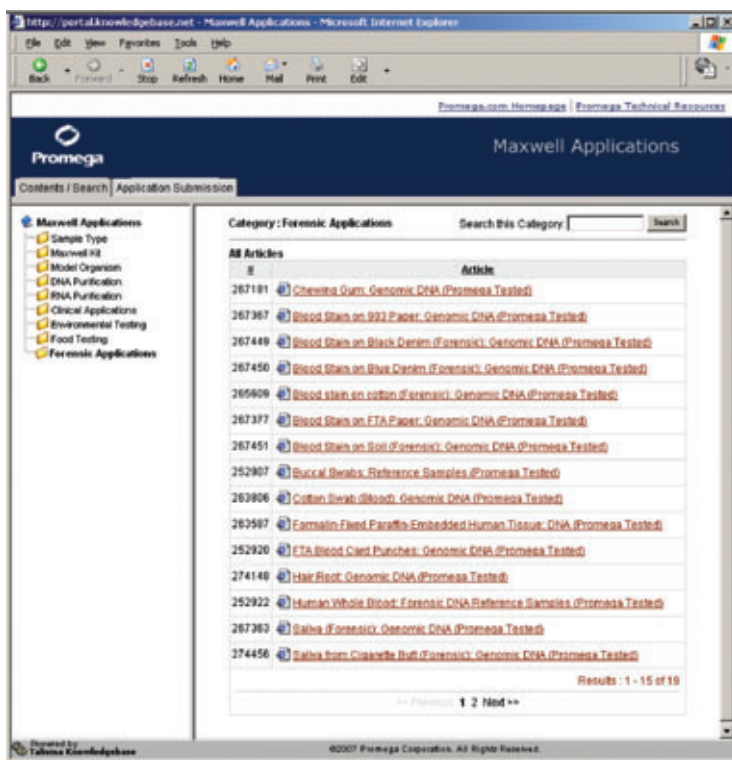 http://portal.knowledgebase.net - Maxwell Applications - Microsoft Internet Explorer
File Edit View Favorites Tools Help
Back Forward Stop Refresh Home Mail Print Edit
Promega.com Homepage | Promega Technical Resources
Promega
Maxwell Applications
Contents / Search Application Submission
Maxwell Applications
Sample Type
Maxwell Kit
Model Organism
DNA Purification
RNA Purification
Clinical Applications
Environmental Testing
Food Testing
Forensic Applications
Category : Forensic Applications Search this Category Search
All Articles
# Article
267181 Chewing Gum: Genomic DNA (Promega Tested)
267367 Blood Stain on 903 Paper: Genomic DNA (Promega Tested)
267449 Blood Stain on Black Denim (Forensic): Genomic DNA (Promega Tested)
267450 Blood Stain on Blue Denim (Forensic): Genomic DNA (Promega Tested)
265609 Blood stain on cotton (Forensic): Genomic DNA (Promega Tested)
267377 Blood Stain on FTA Paper: Genomic DNA (Promega Tested)
267451 Blood Stain on Soil (Forensic): Genomic DNA (Promega Tested)
252907 Buccal Swabs: Reference Samples (Promega Tested)
263806 Cotton Swab (Blood): Genomic DNA (Promega Tested)
263587 Formalin-Fixed Paraffin-Embedded Human Tissue: DNA (Promega Tested)
252920 FTA Blood Card Punches: Genomic DNA (Promega Tested)
274148 Hair Root: Genomic DNA (Promega Tested)
252922 Human Whole Blood: Forensic DNA Reference Samples (Promega Tested)
267363 Saliva (Forensic): Genomic DNA (Promega Tested)
274456 Saliva from Cigarette Butt (Forensic): Genomic DNA (Promega Tested)
Results : 1 - 15 of 19
<< Previous 1 2 Next >>
Powered by
Talisma Knowledgebase
©2007 Promega Corporation. All Rights Reserved.